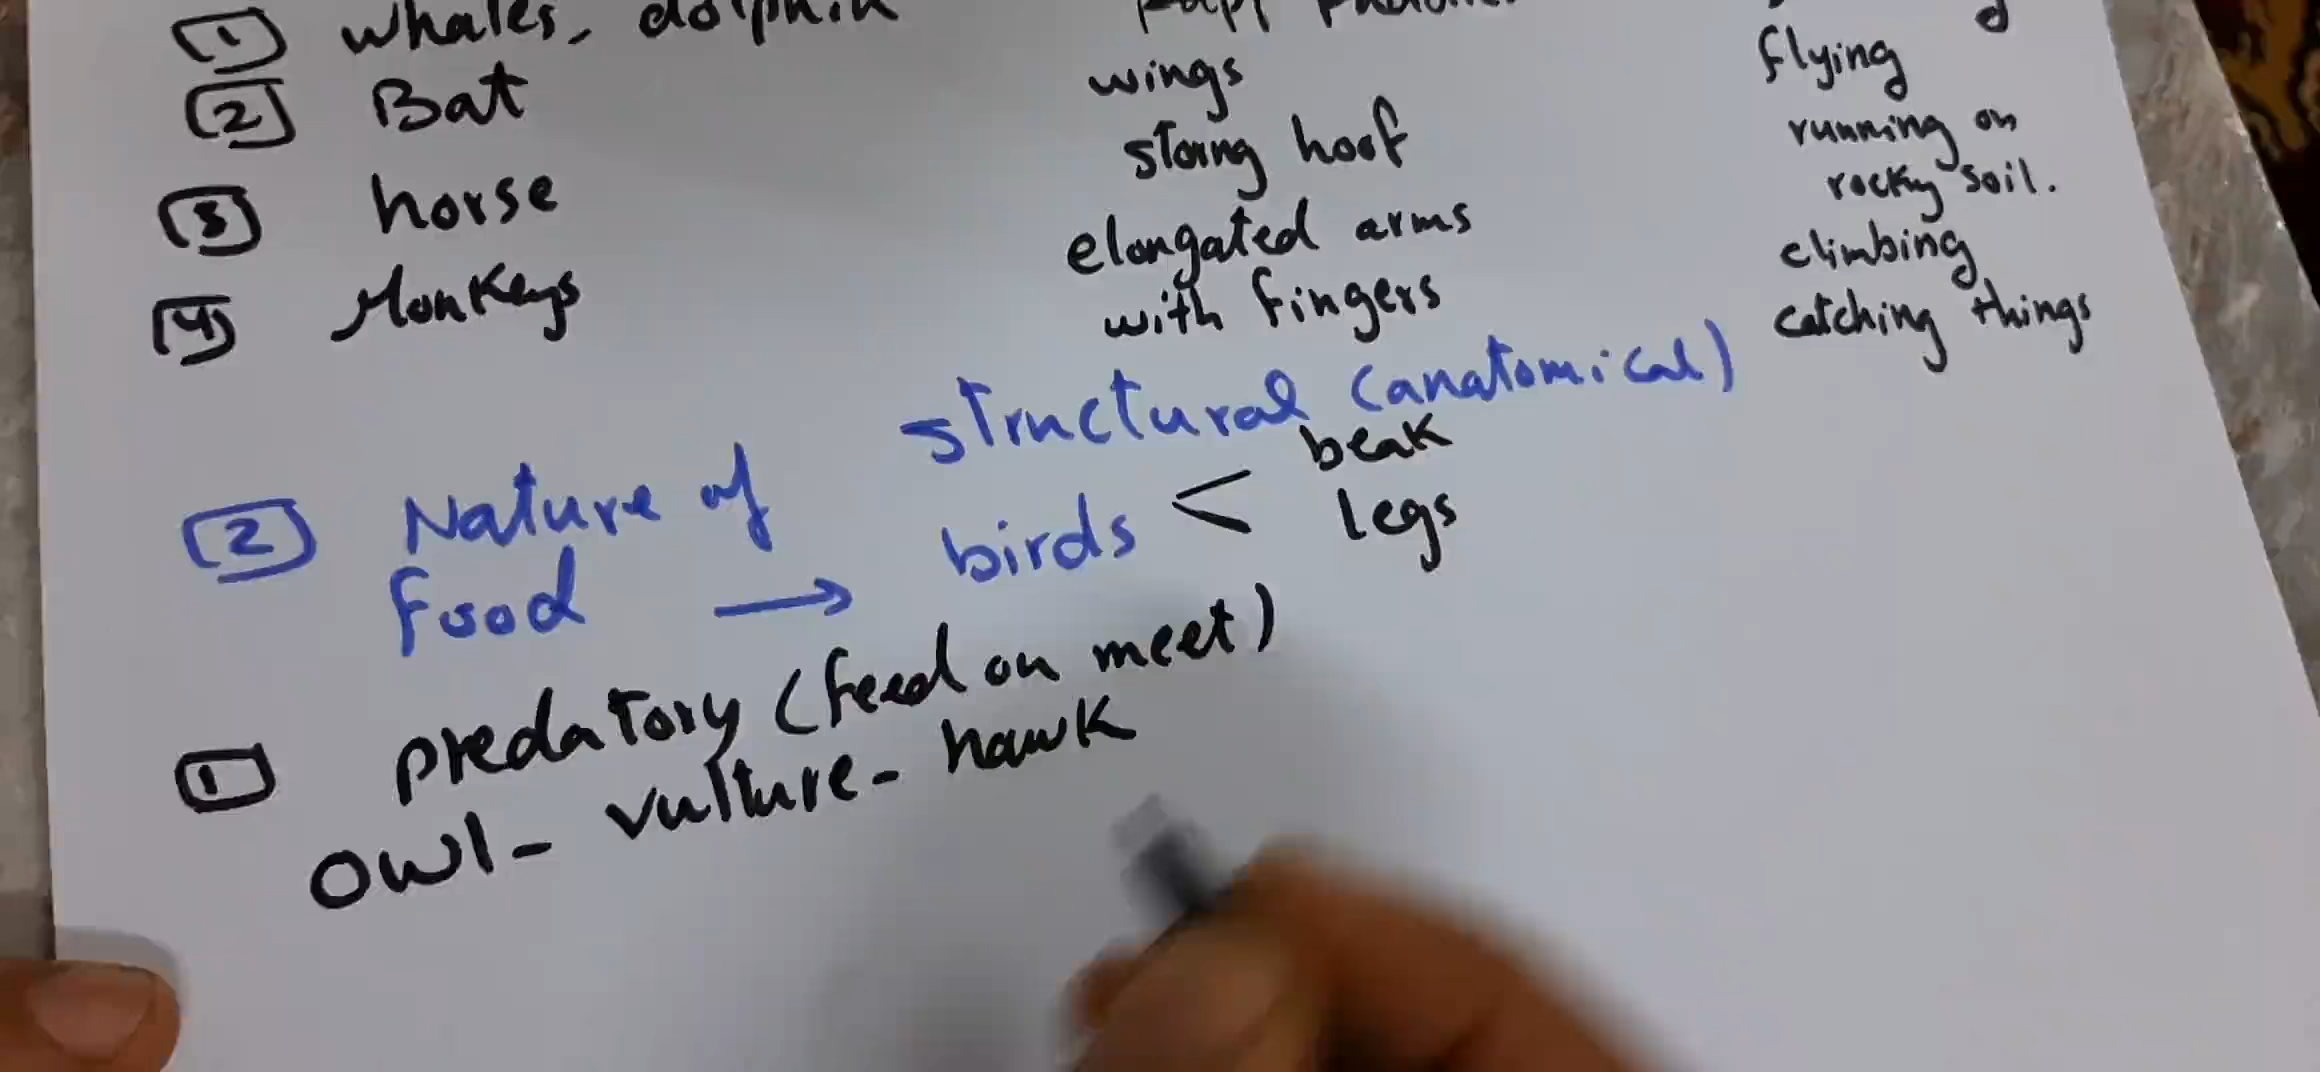 1 whales - dolphin
2 Bat wings flying
3 horse stoing hoof running on rocky soil.
4 Monkeys elongated arms with fingers climbing catching things
structural (anatomical)
2 Nature of food → birds < beak legs
1 predatory (feed on meet)
owl - vulture - hawk